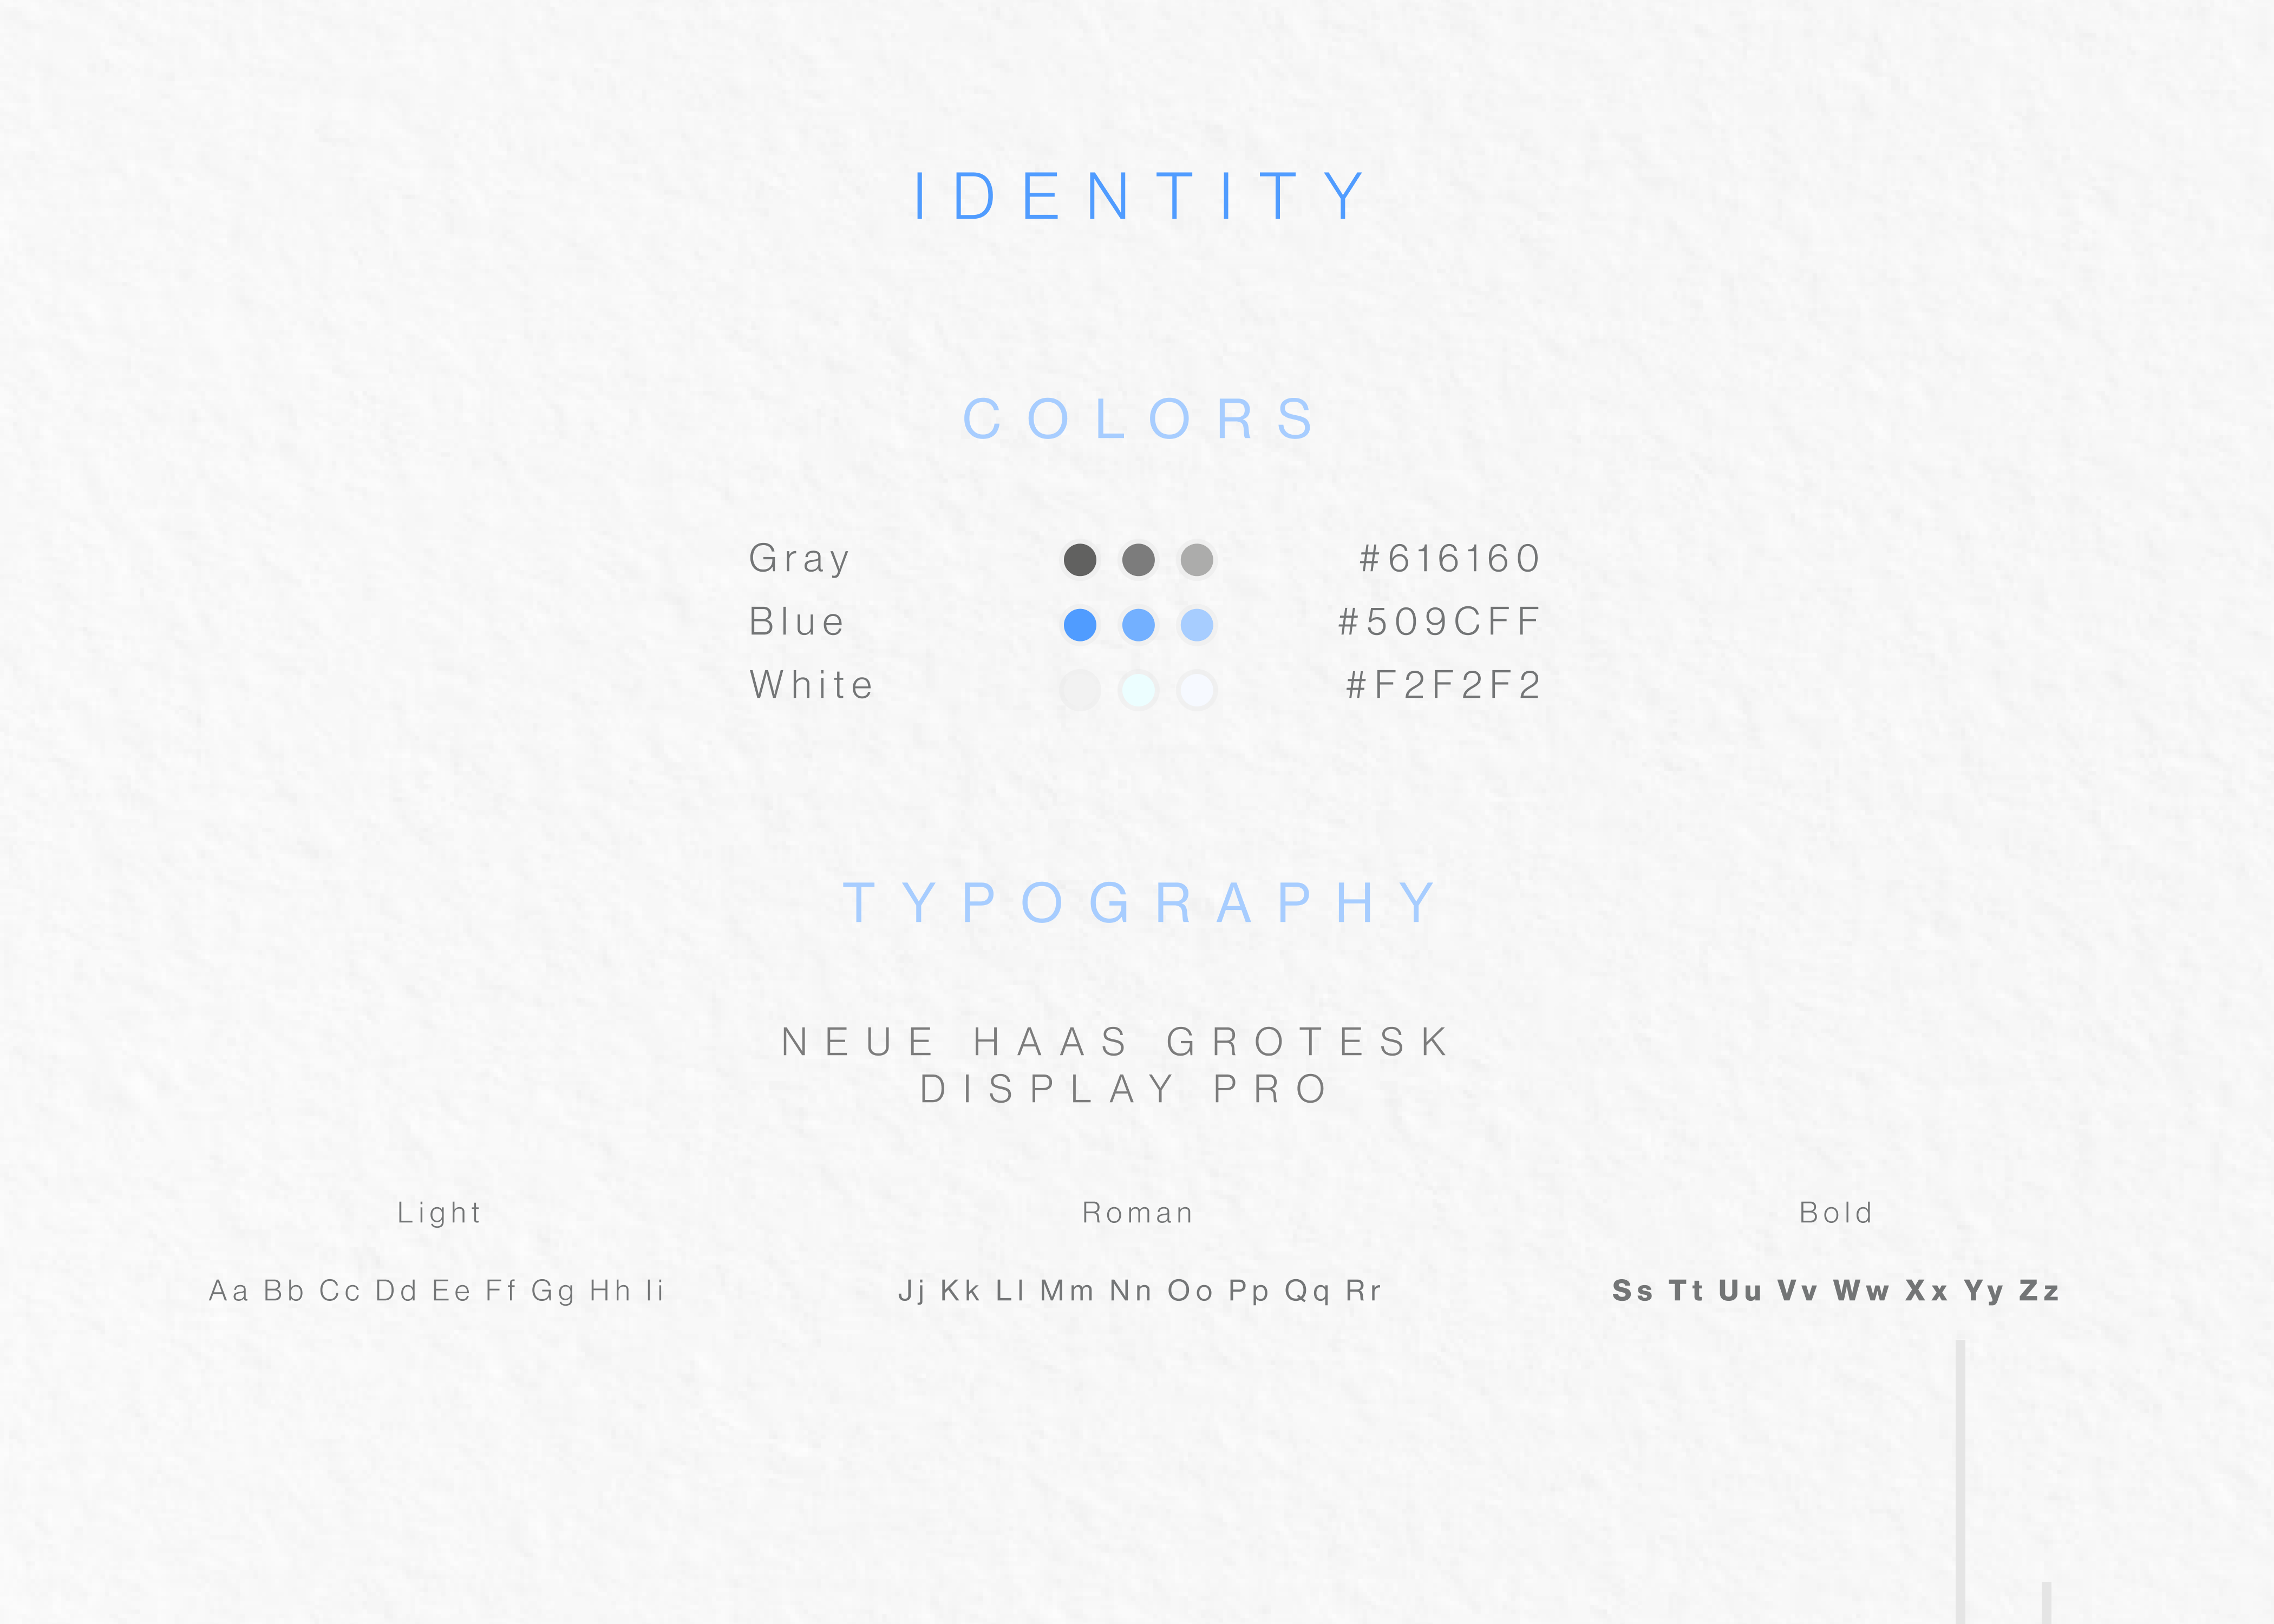 IDENTITY
COLORS
Gray #616160
Blue #509CFF
White #F2F2F2
TYPOGRAPHY
NEUE HAAS GROTESK
DISPLAY PRO
Light Roman Bold
Aa Bb Cc Dd Ee Ff Gg Hh Ii Jj Kk Ll Mm Nn Oo Pp Qq Rr Ss Tt Uu Vv Ww Xx Yy Zz